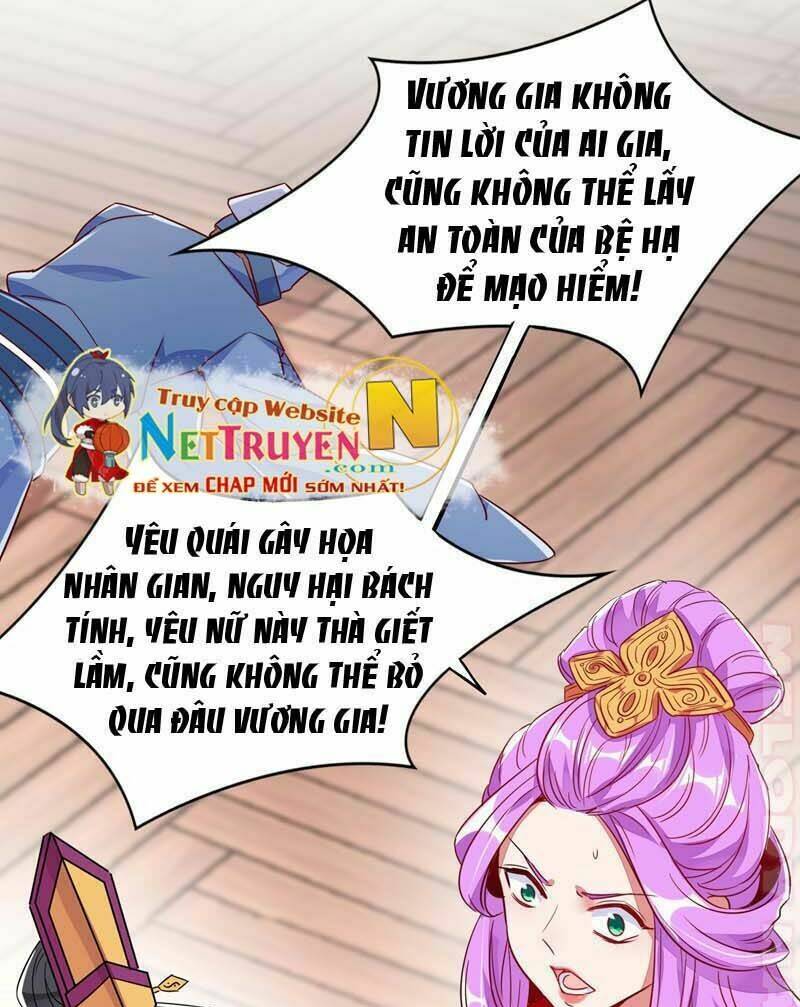 VƯƠNG GIA KHÔNG
TIN LỜI CỦA AI GIA,
CŨNG KHÔNG THỂ LẤY
AN TOÀN CỦA BỆ HẠ
ĐỂ MẠO HIỂM!
Truy cập Website
NETTRUYEN
.com
N
ĐỂ XEM CHAP MỚI SỚM NHẤT!
YÊU QUÁI GÂY HỌA
NHÂN GIAN, NGUY HẠI BÁCH
TÍNH, YÊU NỮ NÀY THÀ GIẾT
LẦM, CŨNG KHÔNG THỂ BỎ
QUA ĐÂU VƯƠNG GIA!